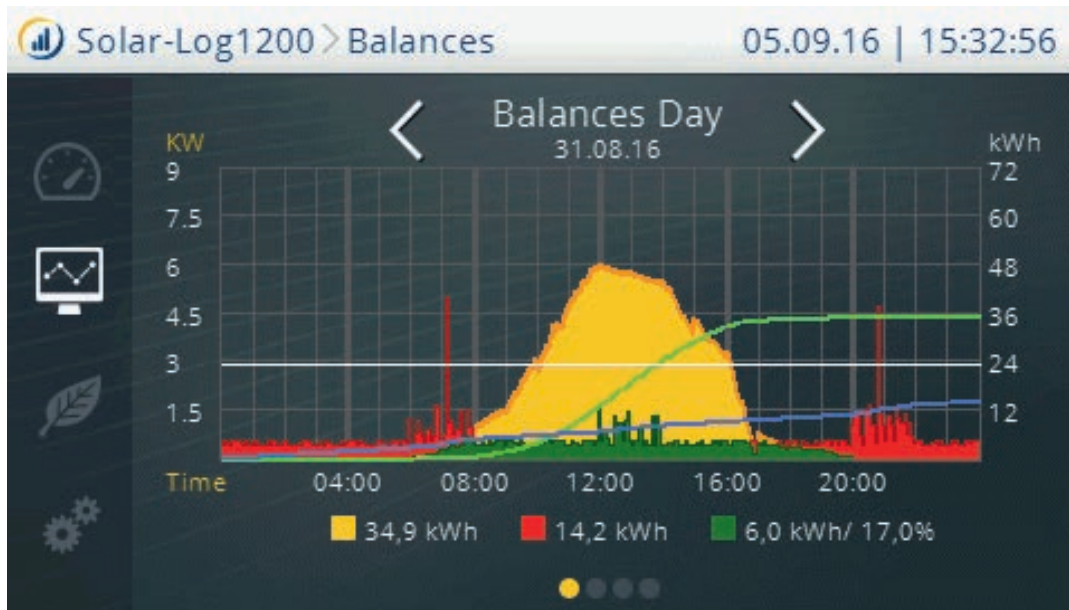 Solar-Log1200 > Balances 05.09.16 | 15:32:56
Balances Day
31.08.16
KW kWh
9 72
7.5 60
6 48
4.5 36
3 24
1.5 12
Time 04:00 08:00 12:00 16:00 20:00
34,9 kWh 14,2 kWh 6,0 kWh/ 17,0%